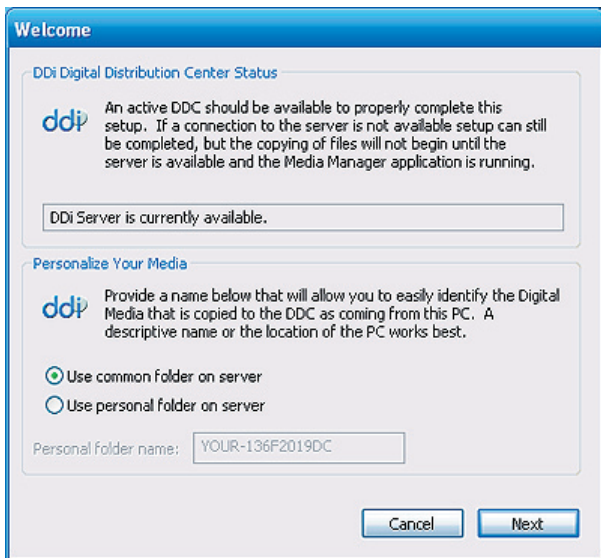 Welcome
DDi Digital Distribution Center Status
ddi
An active DDC should be available to properly complete this
setup. If a connection to the server is not available setup can still
be completed, but the copying of files will not begin until the
server is available and the Media Manager application is running.
DDi Server is currently available.
Personalize Your Media
ddi
Provide a name below that will allow you to easily identify the Digital
Media that is copied to the DDC as coming from this PC. A
descriptive name or the location of the PC works best.
Use common folder on server
Use personal folder on server
Personal folder name: YOUR-136F2019DC
Cancel Next